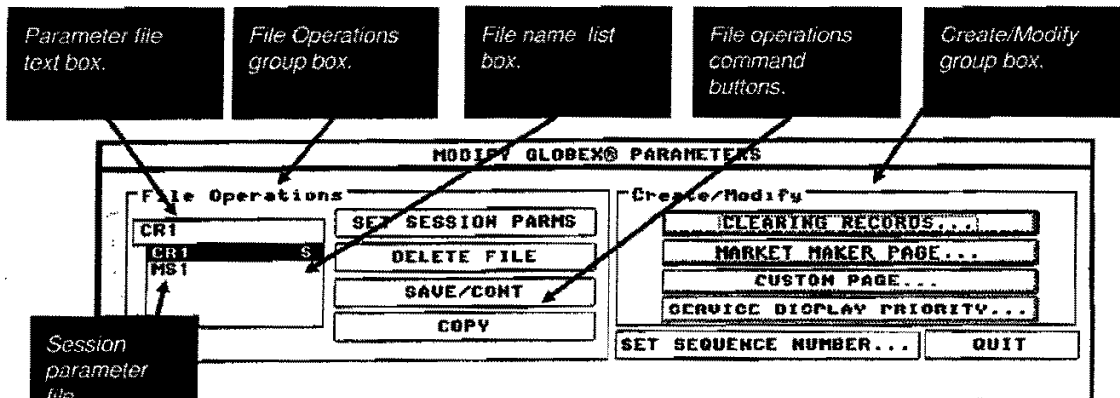 Parameter file
text box.
File Operations
group box.
File name list
box.
File operations
command
buttons.
Create/Modify
group box.
MODIFY GLOBEX® PARAMETERS
File Operations
CR1
CR1 S
MS1
SET SESSION PARMS
DELETE FILE
SAVE/CONT
COPY
Create/Modify
CLEARING RECORDS...
MARKET MAKER PAGE...
CUSTOM PAGE...
SERVICE DISPLAY PRIORITY...
SET SEQUENCE NUMBER...
QUIT
Session
parameter
file